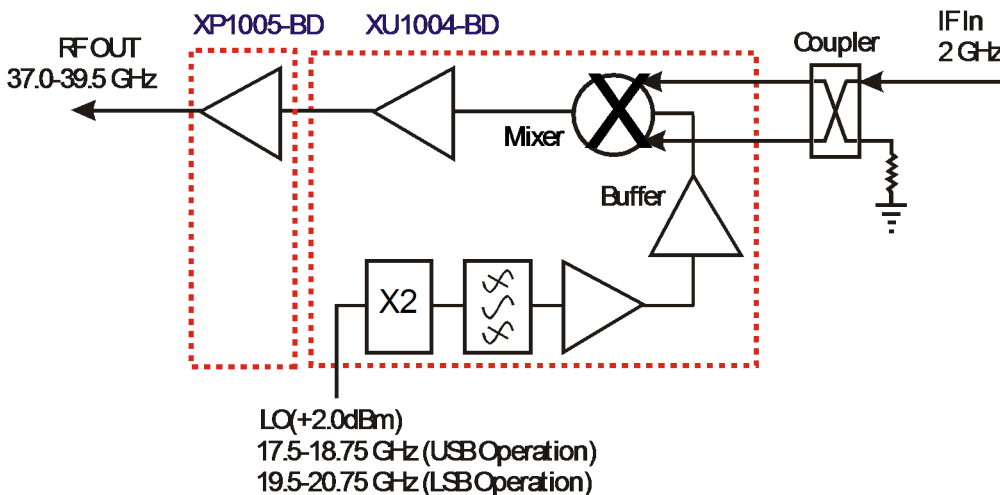 XP1005-BD
XU1004-BD
RF OUT
37.0-39.5 GHz
Coupler
IF In
2 GHz
Mixer
Buffer
X2
LO(+2.0dBm)
17.5-18.75 GHz (USB Operation)
19.5-20.75 GHz (LSB Operation)